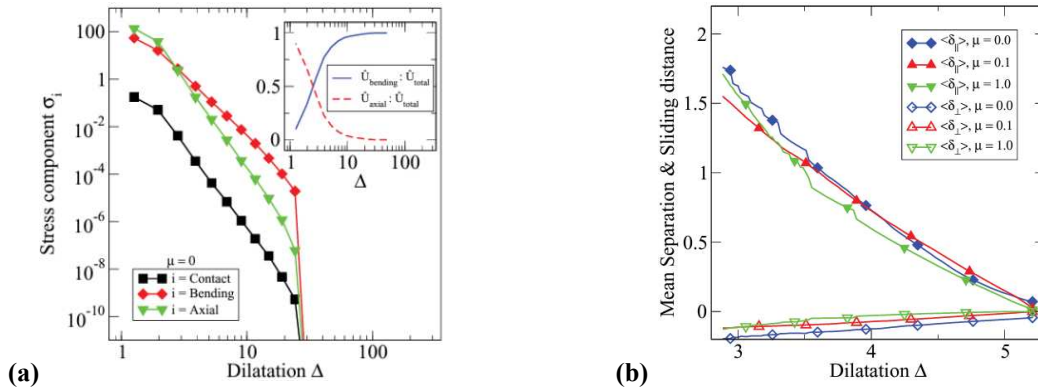 100
1
10^-2
10^-4
10^-6
10^-8
10^-10
Stress component σ_i
1
10
100
Dilatation Δ
μ = 0
i = Contact
i = Bending
i = Axial
1
0.5
0
1
10
100
Δ
Û_bending : Û_total
Û_axial : Û_total
(a)
2
1.5
1
0.5
0
Mean Separation & Sliding distance
3
4
5
Dilatation Δ
<δ_||>, μ = 0.0
<δ_||>, μ = 0.1
<δ_||>, μ = 1.0
<δ_⊥>, μ = 0.0
<δ_⊥>, μ = 0.1
<δ_⊥>, μ = 1.0
(b)